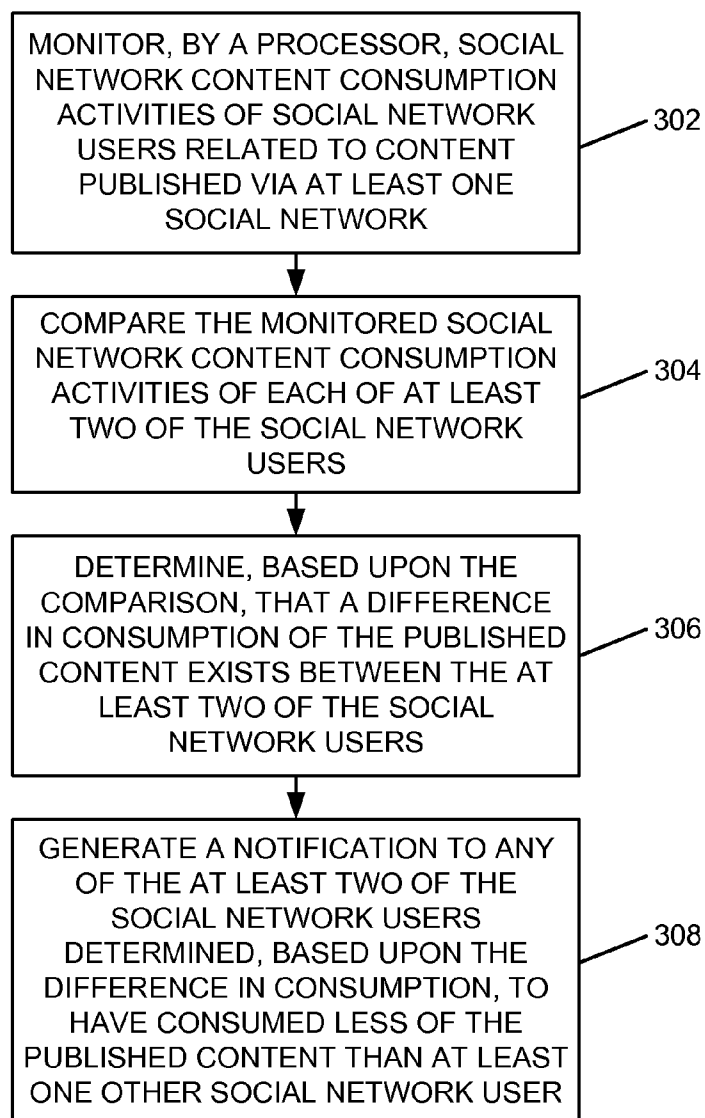 MONITOR, BY A PROCESSOR, SOCIAL
NETWORK CONTENT CONSUMPTION
ACTIVITIES OF SOCIAL NETWORK
USERS RELATED TO CONTENT
PUBLISHED VIA AT LEAST ONE
SOCIAL NETWORK
302
COMPARE THE MONITORED SOCIAL
NETWORK CONTENT CONSUMPTION
ACTIVITIES OF EACH OF AT LEAST
TWO OF THE SOCIAL NETWORK
USERS
304
DETERMINE, BASED UPON THE
COMPARISON, THAT A DIFFERENCE
IN CONSUMPTION OF THE PUBLISHED
CONTENT EXISTS BETWEEN THE AT
LEAST TWO OF THE SOCIAL
NETWORK USERS
306
GENERATE A NOTIFICATION TO ANY
OF THE AT LEAST TWO OF THE
SOCIAL NETWORK USERS
DETERMINED, BASED UPON THE
DIFFERENCE IN CONSUMPTION, TO
HAVE CONSUMED LESS OF THE
PUBLISHED CONTENT THAN AT LEAST
ONE OTHER SOCIAL NETWORK USER
308